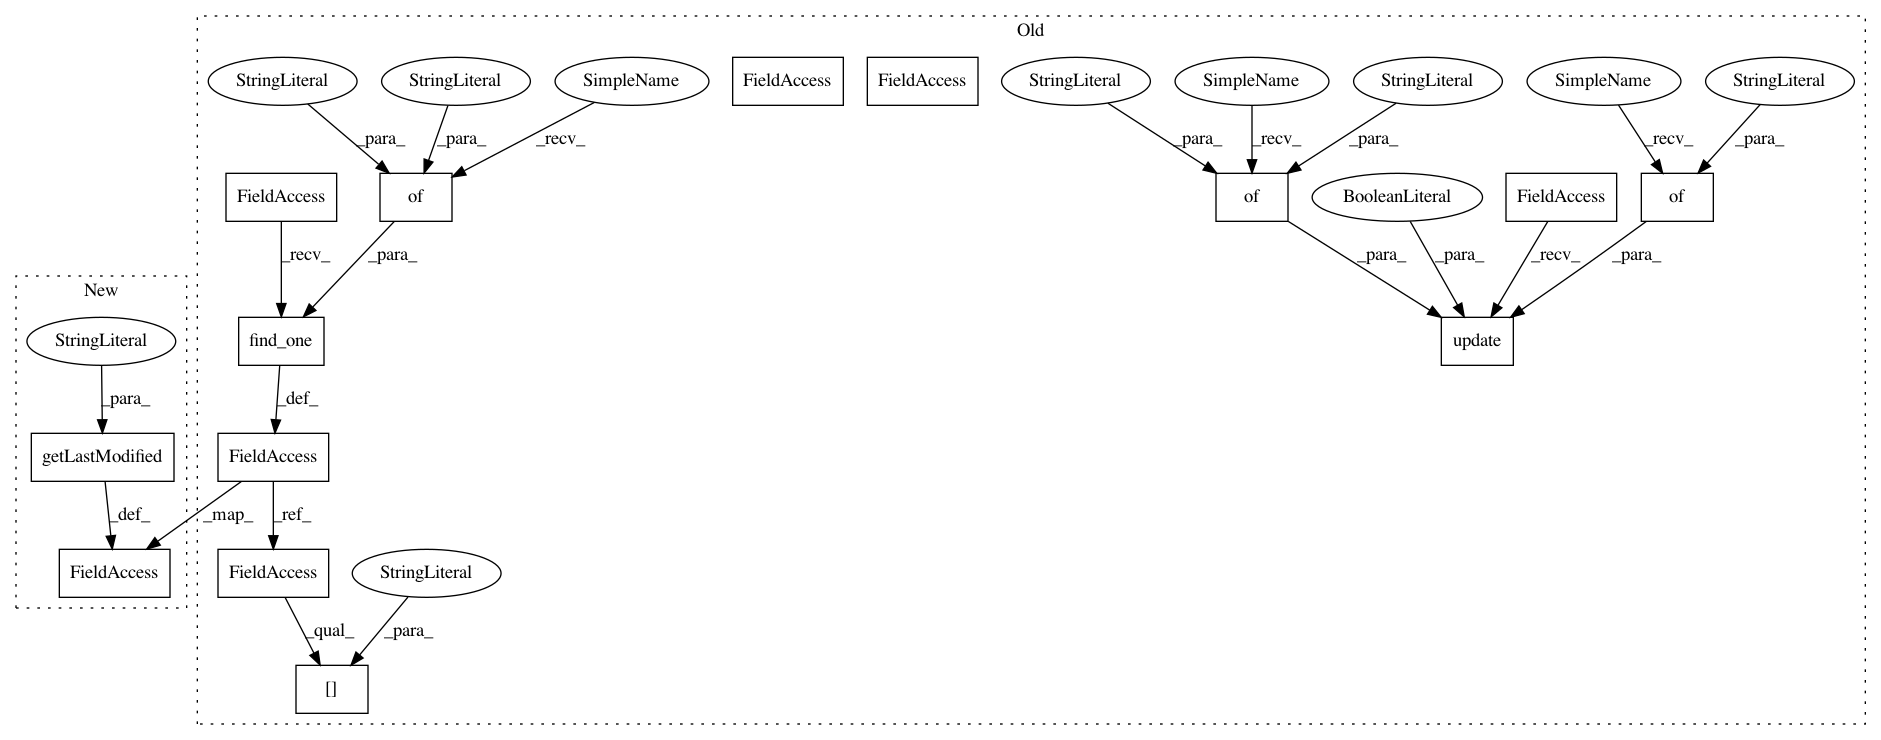 Old
StringLiteral
StringLiteral
SimpleName
FieldAccess
FieldAccess
StringLiteral
SimpleName
StringLiteral
SimpleName
StringLiteral
_para_
_para_
_recv_
_para_
_recv_
_para_
_recv_
_para_
FieldAccess
of
of
BooleanLiteral
FieldAccess
of
_recv_
_para_
_para_
_para_
_recv_
_para_
New
StringLiteral
find_one
update
_para_
_def_
getLastModified
FieldAccess
_def_
_map_
_ref_
FieldAccess
FieldAccess
StringLiteral
_qual_
_para_
[]